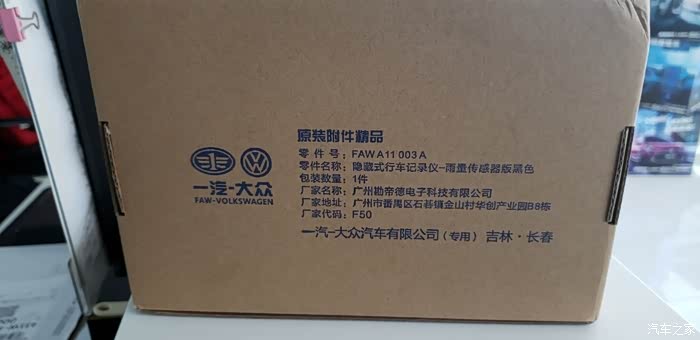 原装附件精品
零 件 号：FAW A11 003 A
零件名称：隐藏式行车记录仪-雨量传感器版黑色
包装数量：1件
厂家名称：广州勘帝德电子科技有限公司
厂家地址：广州市番禺区石碁镇金山村华创产业园B8栋
厂家代码：F50
一汽-大众汽车有限公司（专用）吉林·长春
一汽-大众
FAW-VOLKSWAGEN
汽车之家